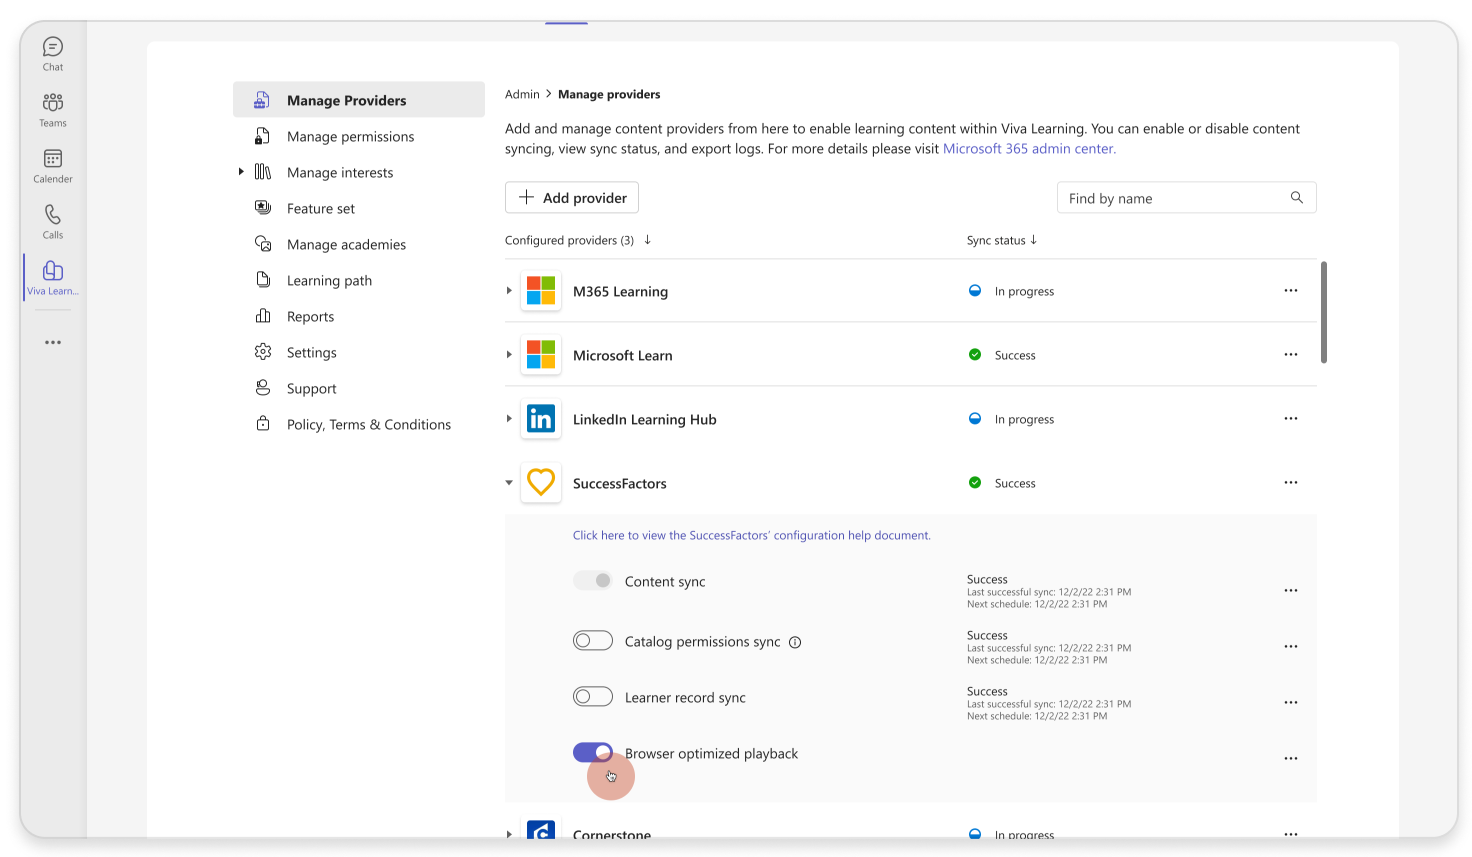 Chat
Teams
Calender
Calls
Viva Learn...
Manage Providers
Manage permissions
Manage interests
Feature set
Manage academies
Learning path
Reports
Settings
Support
Policy, Terms & Conditions
Admin > Manage providers
Add and manage content providers from here to enable learning content within Viva Learning. You can enable or disable content
syncing, view sync status, and export logs. For more details please visit Microsoft 365 admin center.
Add provider
Find by name
Configured providers (3) ↓
Sync status ↓
M365 Learning
In progress
Microsoft Learn
Success
in
LinkedIn Learning Hub
In progress
SuccessFactors
Success
Click here to view the SuccessFactors' configuration help document.
Content sync
Success
Last successful sync: 12/2/22 2:31 PM
Next schedule: 12/2/22 2:31 PM
Catalog permissions sync
Success
Last successful sync: 12/2/22 2:31 PM
Next schedule: 12/2/22 2:31 PM
Learner record sync
Success
Last successful sync: 12/2/22 2:31 PM
Next schedule: 12/2/22 2:31 PM
Browser optimized playback
Cornerstone
In progress